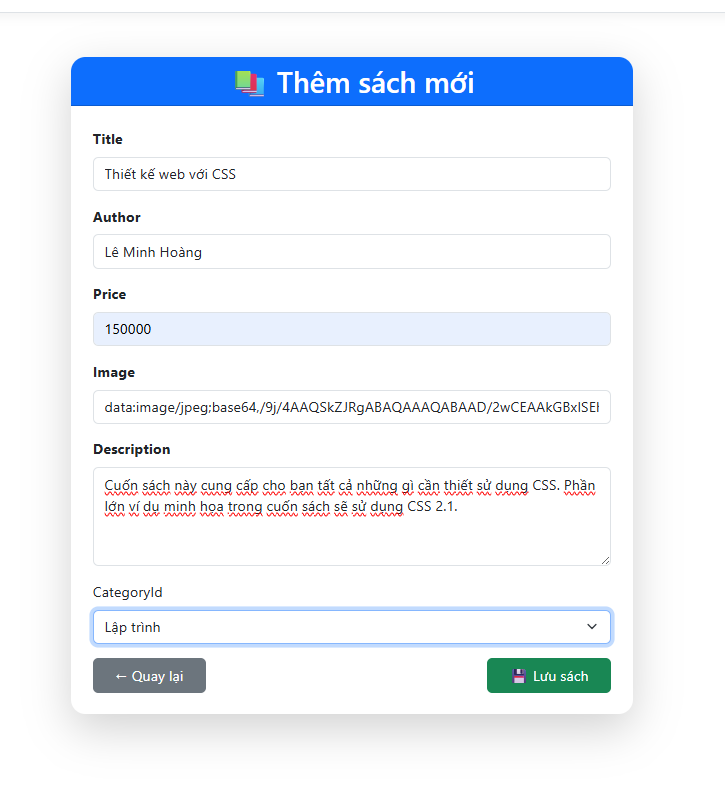 Thêm sách mới
Title
Thiết kế web với CSS
Author
Lê Minh Hoàng
Price
150000
Image
data:image/jpeg;base64,/9j/4AAQSkZJRgABAQAAAQABAAD/2wCEAAkGBxISEh
Description
Cuốn sách này cung cấp cho bạn tất cả những gì cần thiết sử dụng CSS. Phần
lớn ví dụ minh họa trong cuốn sách sẽ sử dụng CSS 2.1.
CategoryId
Lập trình
← Quay lại
Lưu sách